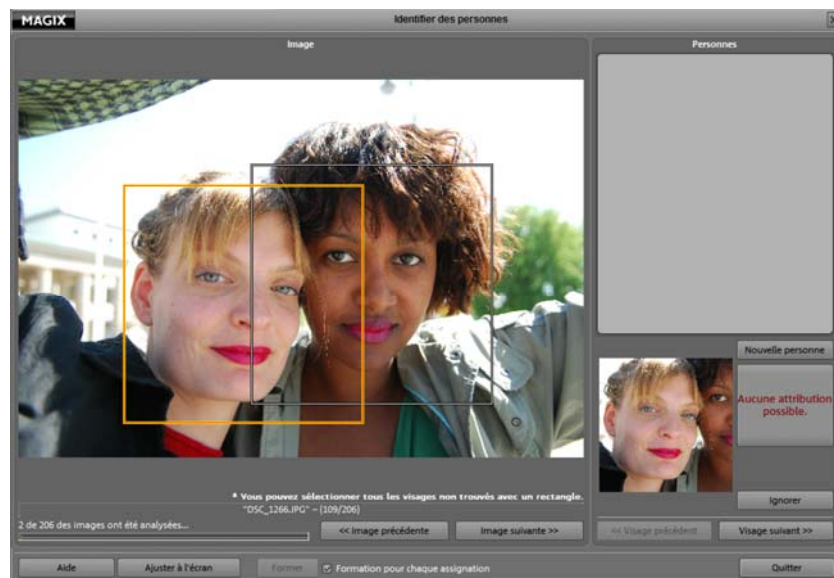 MAGIX
Identifier des personnes
Image
Personnes
Nouvelle personne
Aucune attribution
possible.
Ignorer
* Vous pouvez sélectionner tous les visages non trouvés avec un rectangle.
"DSC_1266.JPG" – (109/206)
2 de 206 des images ont été analysées...
<< Image précédente
Image suivante >>
<< Visage précédent
Visage suivant >>
Aide
Ajuster à l'écran
Former
Formation pour chaque assignation
Quitter